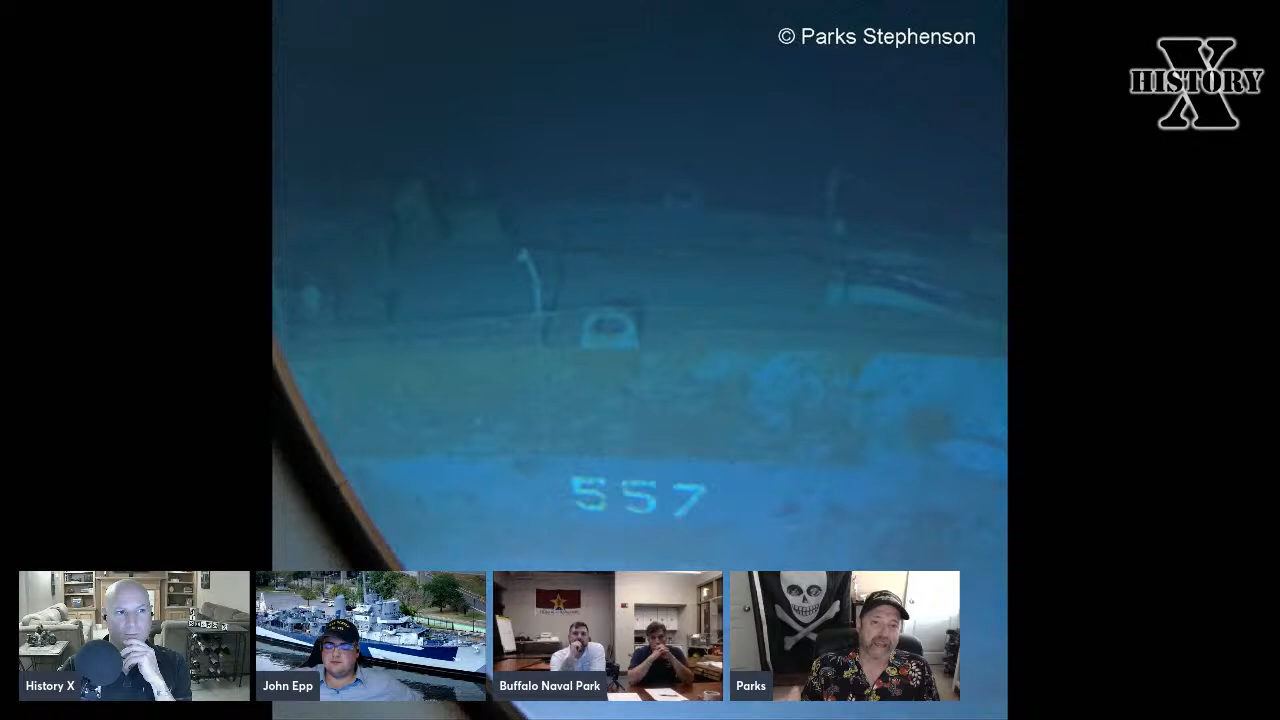 © Parks Stephenson
HISTORY
X
557
History X
John Epp
Buffalo Naval Park
Parks